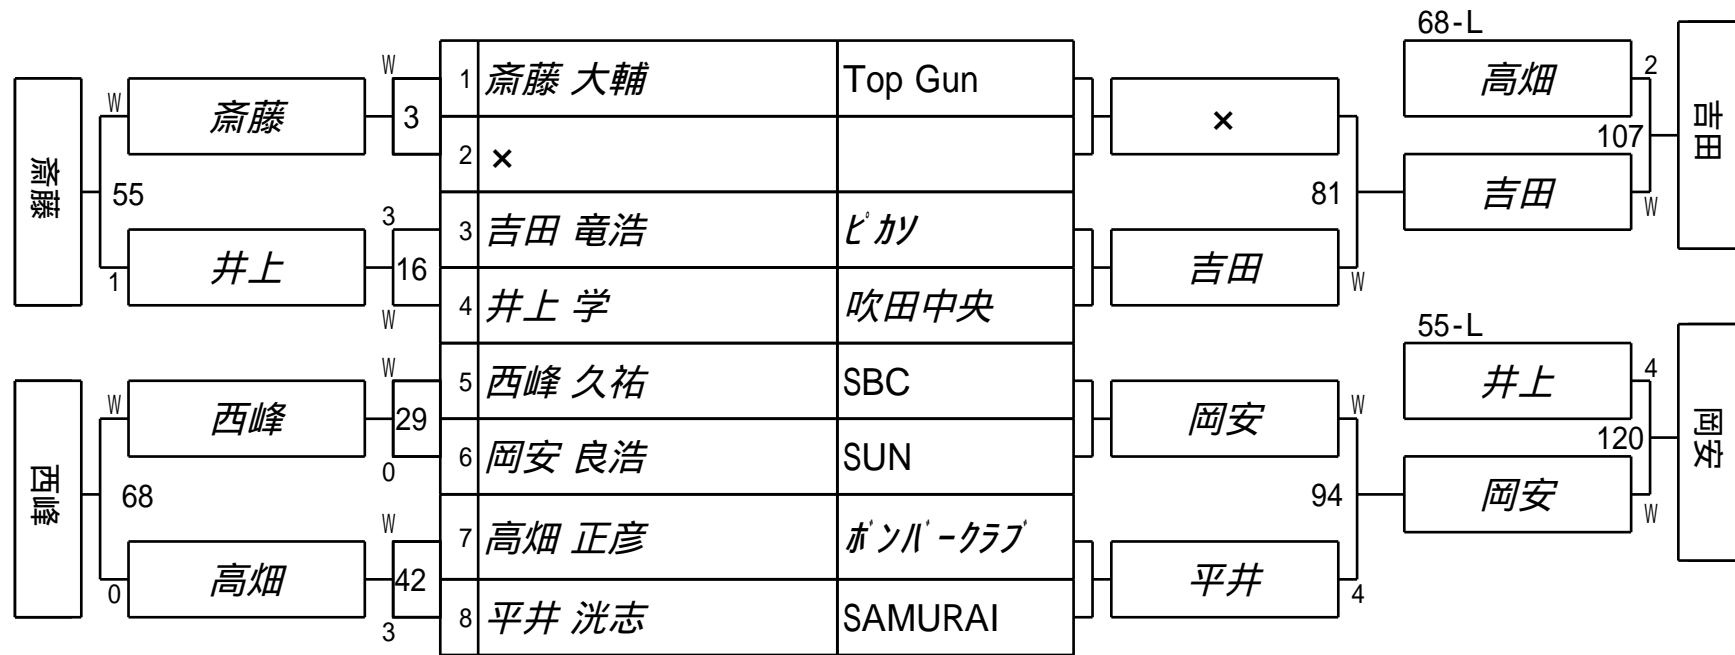 68-L
W
1 斎藤 大輔 Top Gun
高畑 2
W 斎藤 3
×
吉田
2 ×
107
斎藤
55
81
吉田 W
3
3 吉田 竜浩 ピカソ
1 井上 16
吉田 W
4 井上 学 吹田中央
W
55-L
W
5 西峰 久祐 SBC
井上 4
W 西峰 29
岡安 W
岡安
6 岡安 良浩 SUN
0
120
西峰
68
94
岡安 W
W
7 高畑 正彦 ボンバークラブ
0 高畑 42
平井 4
8 平井 洸志 SAMURAI
3